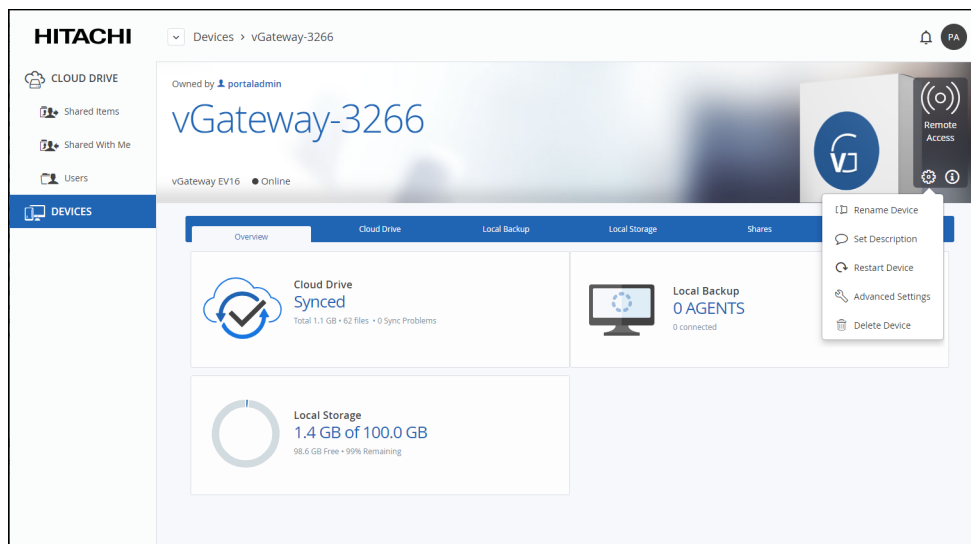 HITACHI
Devices > vGateway-3266
PA
CLOUD DRIVE
Shared Items
Shared With Me
Users
DEVICES
Owned by portaladmin
vGateway-3266
vGateway EV16 ● Online
Remote
Access
Rename Device
Set Description
Restart Device
Advanced Settings
Delete Device
Overview
Cloud Drive
Local Backup
Local Storage
Shares
Cloud Drive
Synced
Total 1.1 GB • 62 files • 0 Sync Problems
Local Backup
0 AGENTS
0 connected
Local Storage
1.4 GB of 100.0 GB
98.6 GB Free • 99% Remaining